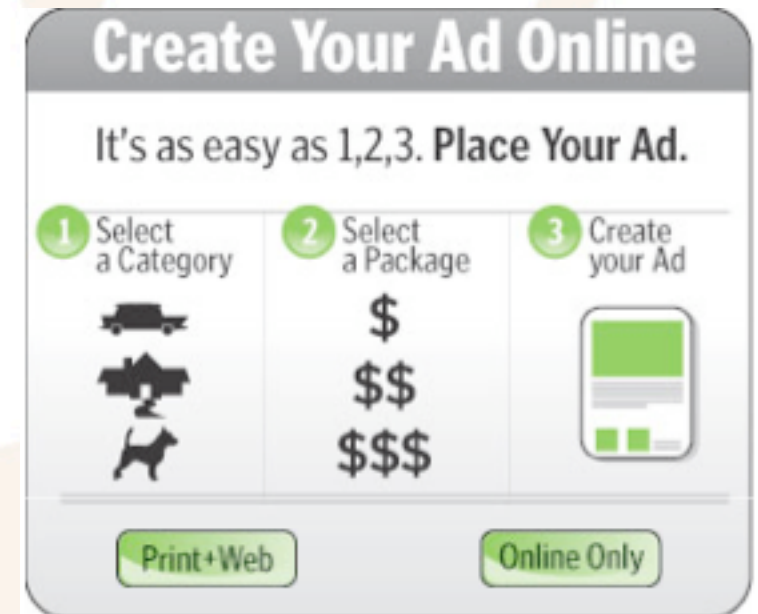 Create Your Ad Online
It's as easy as 1,2,3. Place Your Ad.
1 Select
a Category
2 Select
a Package
3 Create
your Ad
$
$$
$$$
Print+Web
Online Only